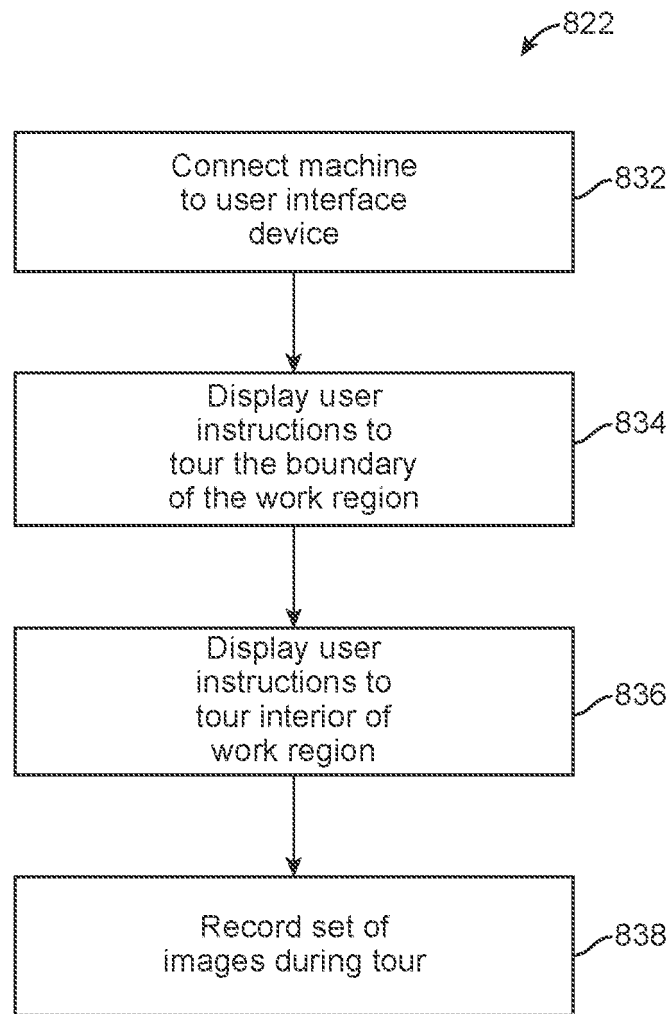 822
Connect machine
to user interface
device
832
Display user
instructions to
tour the boundary
of the work region
834
Display user
instructions to
tour interior of
work region
836
Record set of
images during tour
838